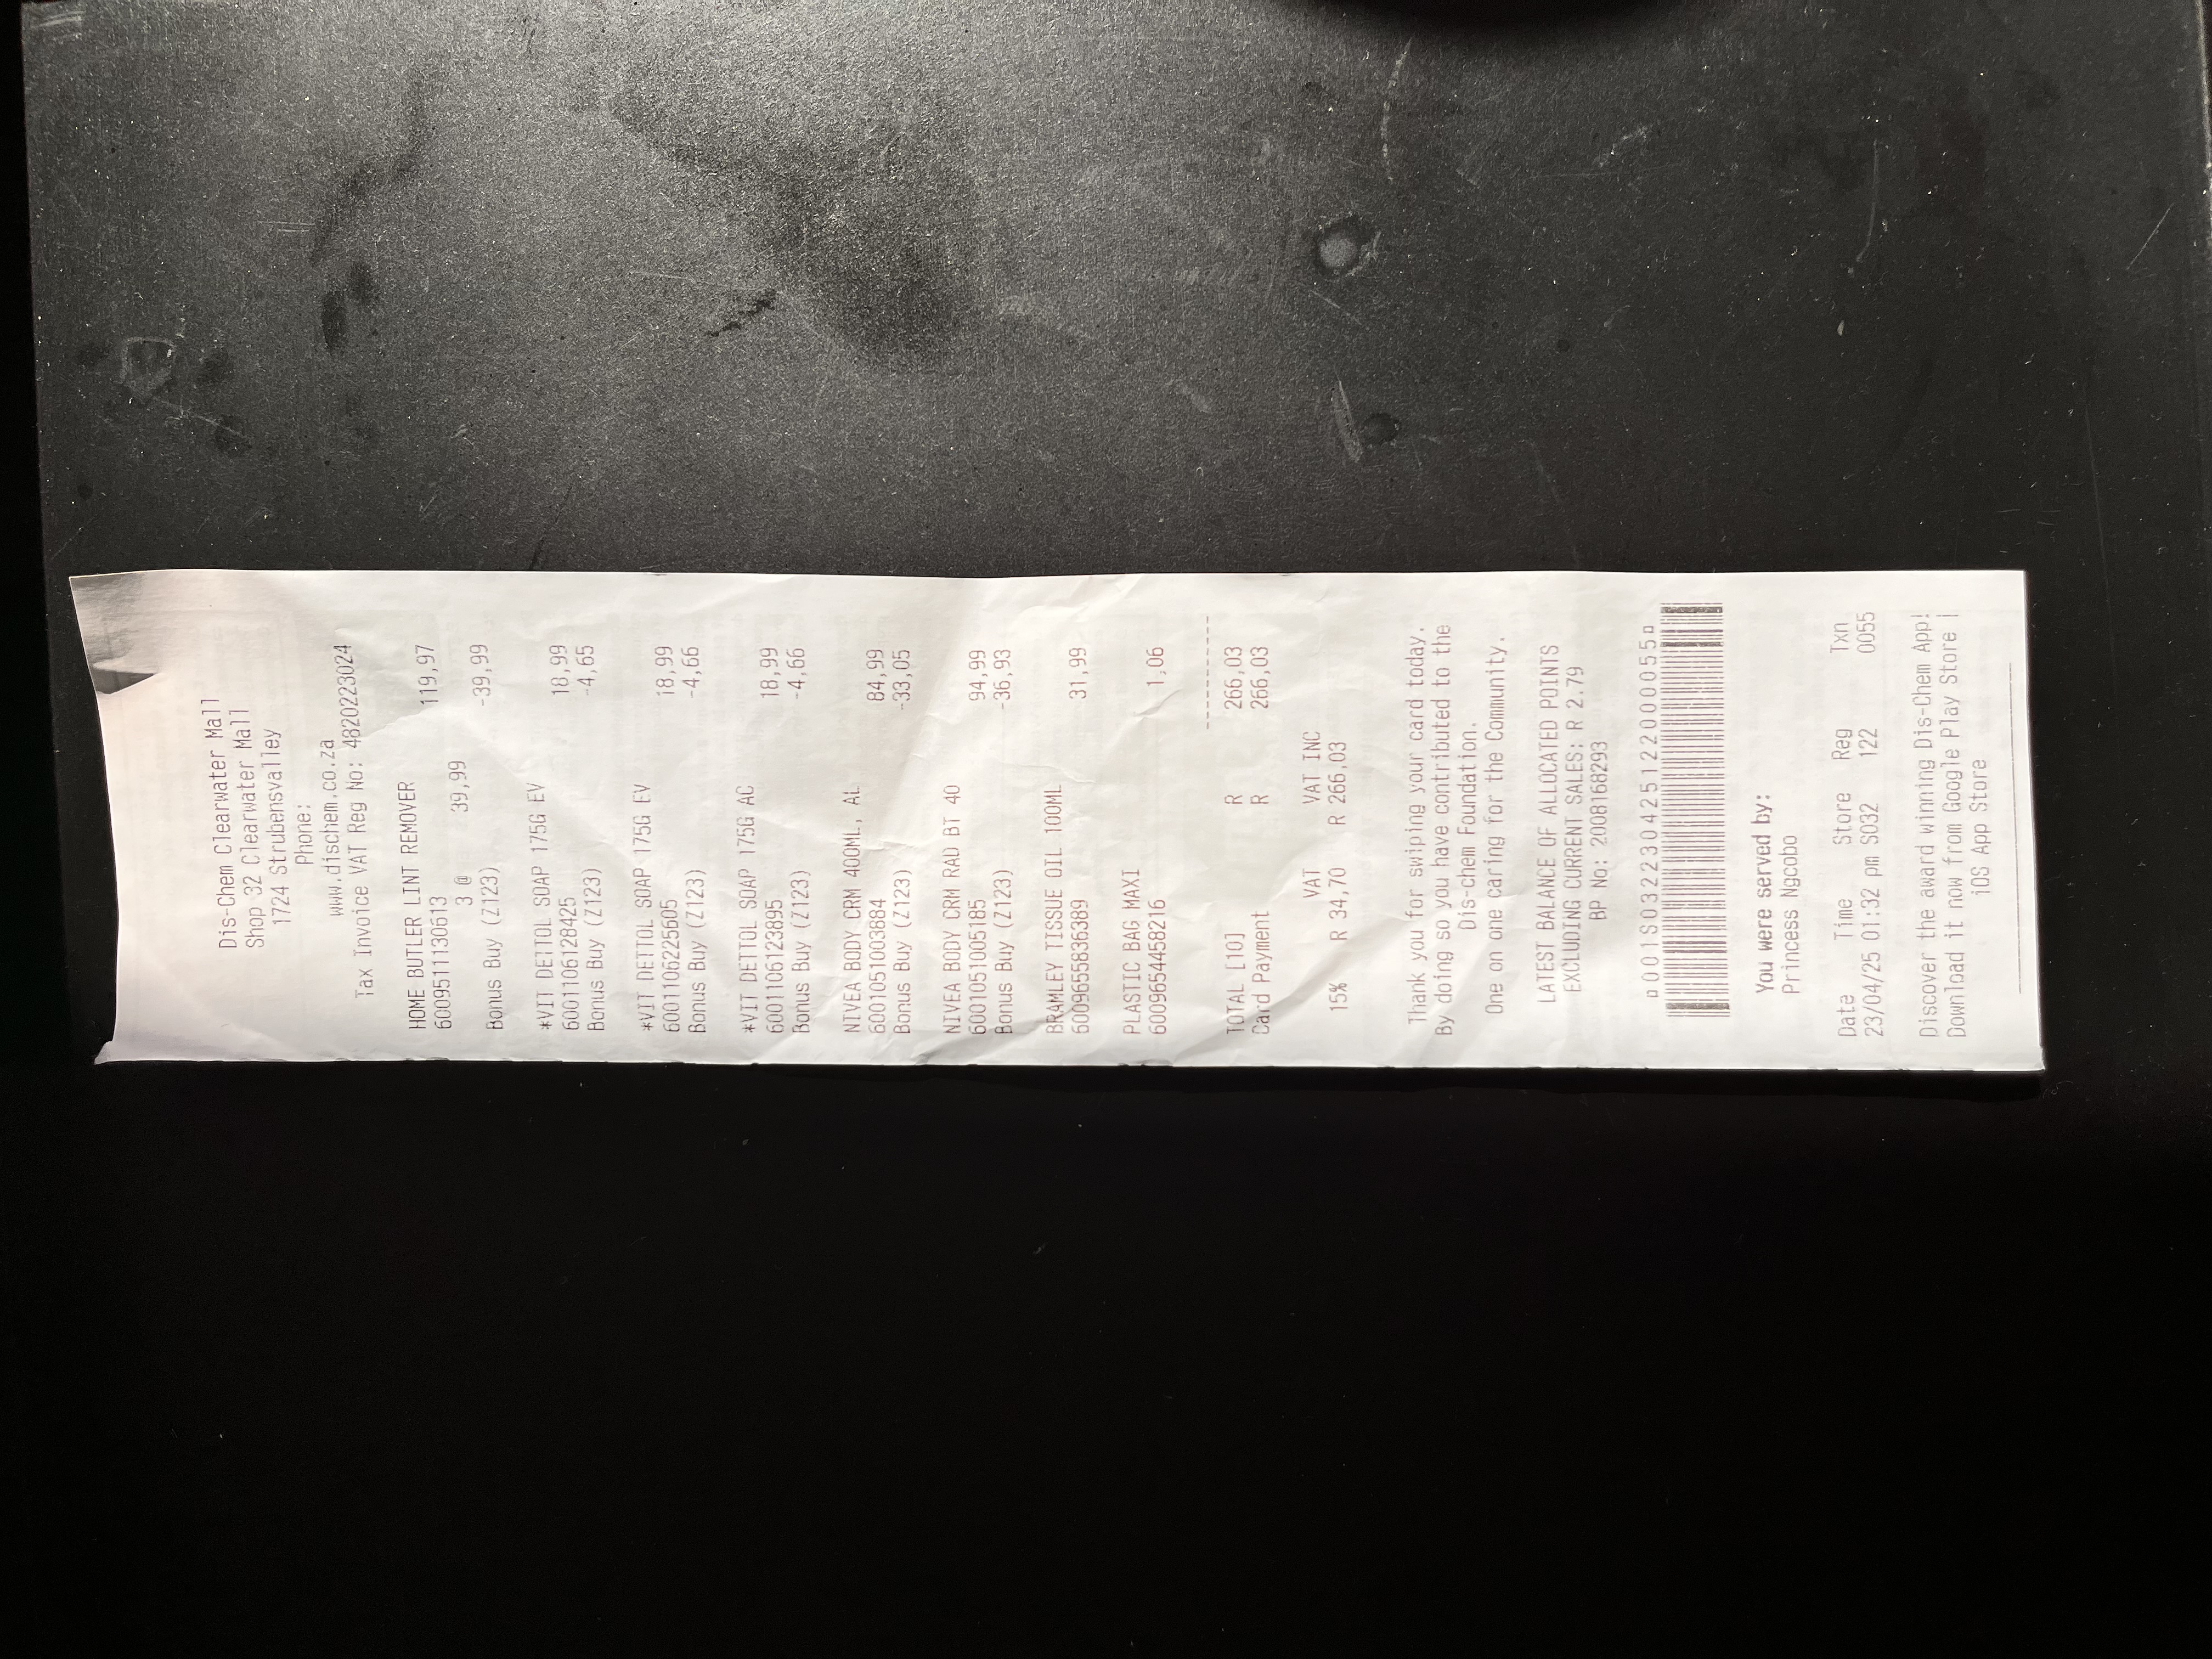 Dis-Chem Clearwater Mall
Shop 32 Clearwater Mall
1724 Strubensvalley
Phone:
www.dischem.co.za
Tax Invoice VAT Reg No: 4820223024
HOME BUTLER LINT REMOVER
6009511130613 119,97
3 @ 39,99
Bonus Buy (Z123) -39,99
*VIT DETTOL SOAP 175G EV
6001106128425 18,99
Bonus Buy (Z123) -4,65
*VIT DETTOL SOAP 175G EV
6001106225605 18,99
Bonus Buy (Z123) -4,66
*VIT DETTOL SOAP 175G AC
6001106123895 18,99
Bonus Buy (Z123) -4,66
NIVEA BODY CRM 400ML, AL
6001051003884 84,99
Bonus Buy (Z123) -33,05
NIVEA BODY CRM RAD BT 40
6001051005185 94,99
Bonus Buy (Z123) -36,93
BRAMLEY TISSUE OIL 100ML
6009655836389 31,99
PLASTIC BAG MAXI
6009654458216 1,06
-----------
TOTAL [10] R 266,03
Card Payment R 266,03
VAT VAT INC
15% R 34,70 R 266,03
Thank you for swiping your card today.
By doing so you have contributed to the
Dis-chem Foundation.
One on one caring for the Community.
LATEST BALANCE OF ALLOCATED POINTS
EXCLUDING CURRENT SALES: R 2.79
BP No: 2008168293
¤001S032230425122000055¤
You were served by:
Princess Ngcobo
Date Time Store Reg Txn
23/04/25 01:32 pm S032 122 0055
Discover the award winning Dis-Chem App!
Download it now from Google Play Store |
iOS App Store